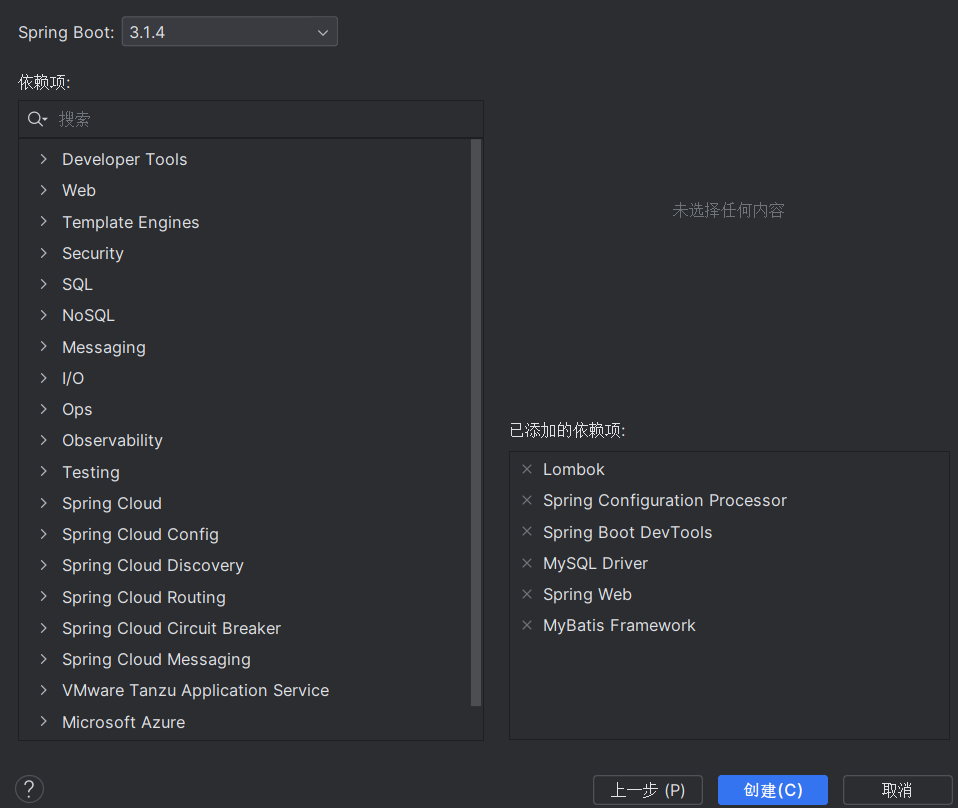 Spring Boot: 3.1.4
依赖项:
搜索
Developer Tools
Web
Template Engines
Security
SQL
NoSQL
Messaging
I/O
Ops
Observability
Testing
Spring Cloud
Spring Cloud Config
Spring Cloud Discovery
Spring Cloud Routing
Spring Cloud Circuit Breaker
Spring Cloud Messaging
VMware Tanzu Application Service
Microsoft Azure
未选择任何内容
已添加的依赖项:
Lombok
Spring Configuration Processor
Spring Boot DevTools
MySQL Driver
Spring Web
MyBatis Framework
?
上一步 (P)
创建(C)
取消